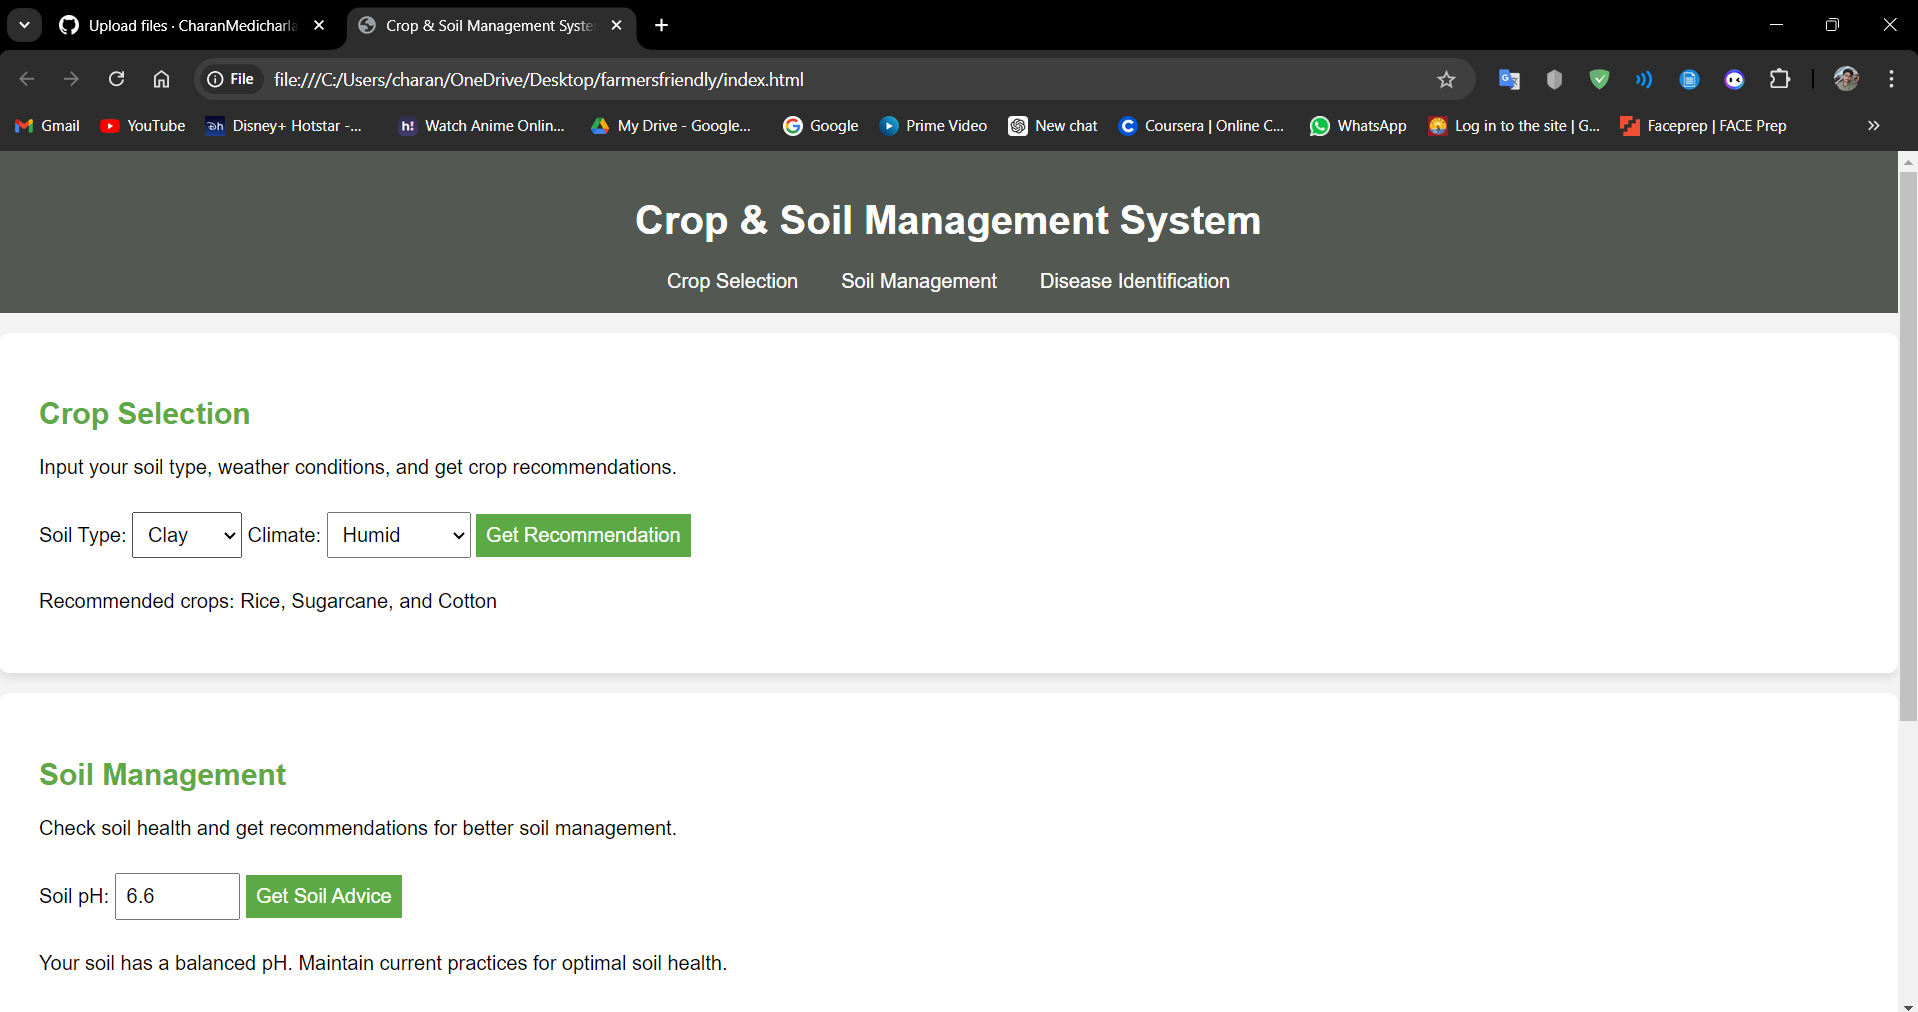 Upload files · CharanMedicharla
Crop & Soil Management Syste
File
file:///C:/Users/charan/OneDrive/Desktop/farmersfriendly/index.html
Gmail
YouTube
Disney+ Hotstar -...
Watch Anime Onlin...
My Drive - Google...
Google
Prime Video
New chat
Coursera | Online C...
WhatsApp
Log in to the site | G...
Faceprep | FACE Prep
Crop & Soil Management System
Crop Selection Soil Management Disease Identification
Crop Selection
Input your soil type, weather conditions, and get crop recommendations.
Soil Type: Clay Climate: Humid Get Recommendation
Recommended crops: Rice, Sugarcane, and Cotton
Soil Management
Check soil health and get recommendations for better soil management.
Soil pH: 6.6 Get Soil Advice
Your soil has a balanced pH. Maintain current practices for optimal soil health.